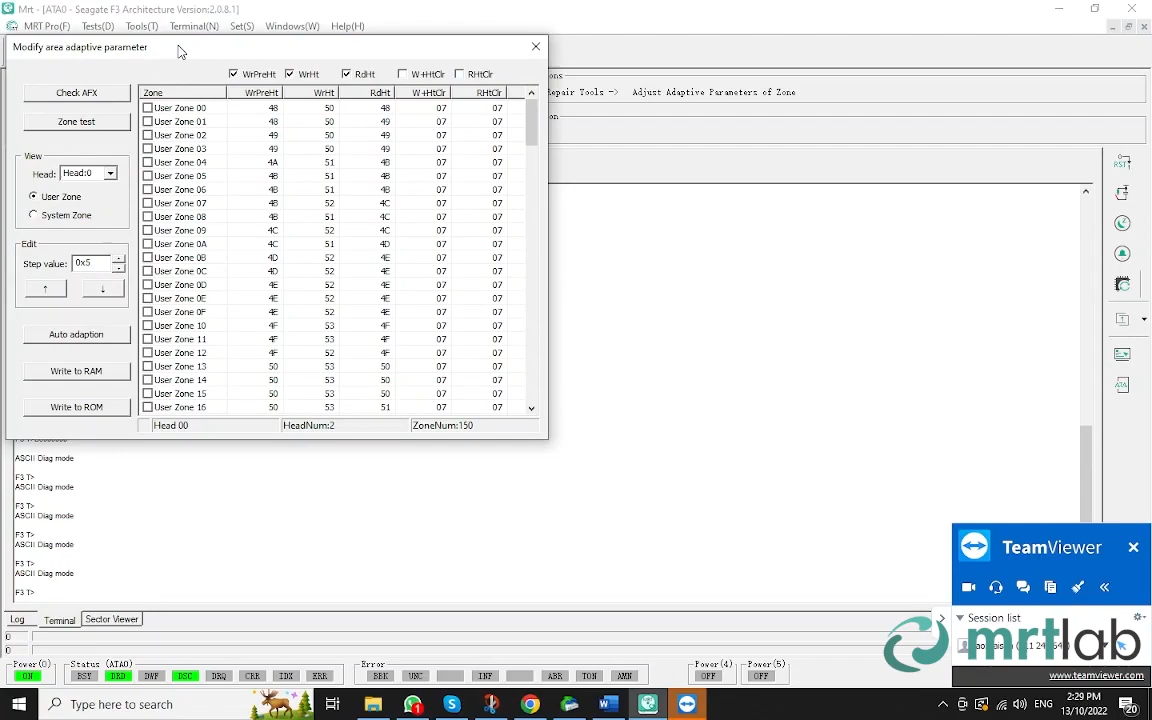 Mrt - [ATA0 - Seagate F3 Architecture Version:2.0.8.1]
MRT Pro(F) Tests(D) Tools(T) Terminal(N) Set(S) Windows(W) Help(H)
Modify area adaptive parameter
WrPreHt WrHt RdHt W+HtClr RHtClr
Check AFX
Zone test
View
Head: Head:0
User Zone
System Zone
Edit
Step value: 0x5
↑ ↓
Auto adaption
Write to RAM
Write to ROM
Zone WrPreHt WrHt RdHt W+HtClr RHtClr
User Zone 00 48 50 48 07 07
User Zone 01 48 50 49 07 07
User Zone 02 49 50 49 07 07
User Zone 03 49 50 49 07 07
User Zone 04 4A 51 4B 07 07
User Zone 05 4B 51 4B 07 07
User Zone 06 4B 51 4B 07 07
User Zone 07 4B 52 4C 07 07
User Zone 08 4B 51 4C 07 07
User Zone 09 4C 52 4C 07 07
User Zone 0A 4C 51 4D 07 07
User Zone 0B 4D 52 4E 07 07
User Zone 0C 4D 52 4E 07 07
User Zone 0D 4E 52 4E 07 07
User Zone 0E 4E 52 4E 07 07
User Zone 0F 4E 52 4E 07 07
User Zone 10 4F 53 4F 07 07
User Zone 11 4F 53 4F 07 07
User Zone 12 4F 52 4F 07 07
User Zone 13 50 53 50 07 07
User Zone 14 50 53 50 07 07
User Zone 15 50 53 50 07 07
User Zone 16 50 53 51 07 07
Head 00 HeadNum:2 ZoneNum:150
ons
Repair Tools -> Adjust Adaptive Parameters of Zone
on
RST
ATA
ASCII Diag mode
F3 T>
ASCII Diag mode
F3 T>
ASCII Diag mode
F3 T>
ASCII Diag mode
F3 T>
ASCII Diag mode
F3 T>
Log Terminal Sector Viewer
0
0
Power(0) Status (ATA0) Error Power(4) Power(5)
ON BSY DRD DWF DSC DRQ CRR IDX ERR BBK UNC INF ABR TON AMN OFF OFF
TeamViewer
Session list
mrtlab
www.teamviewer.com
Type here to search
1
W
ENG
2:29 PM
13/10/2022
20